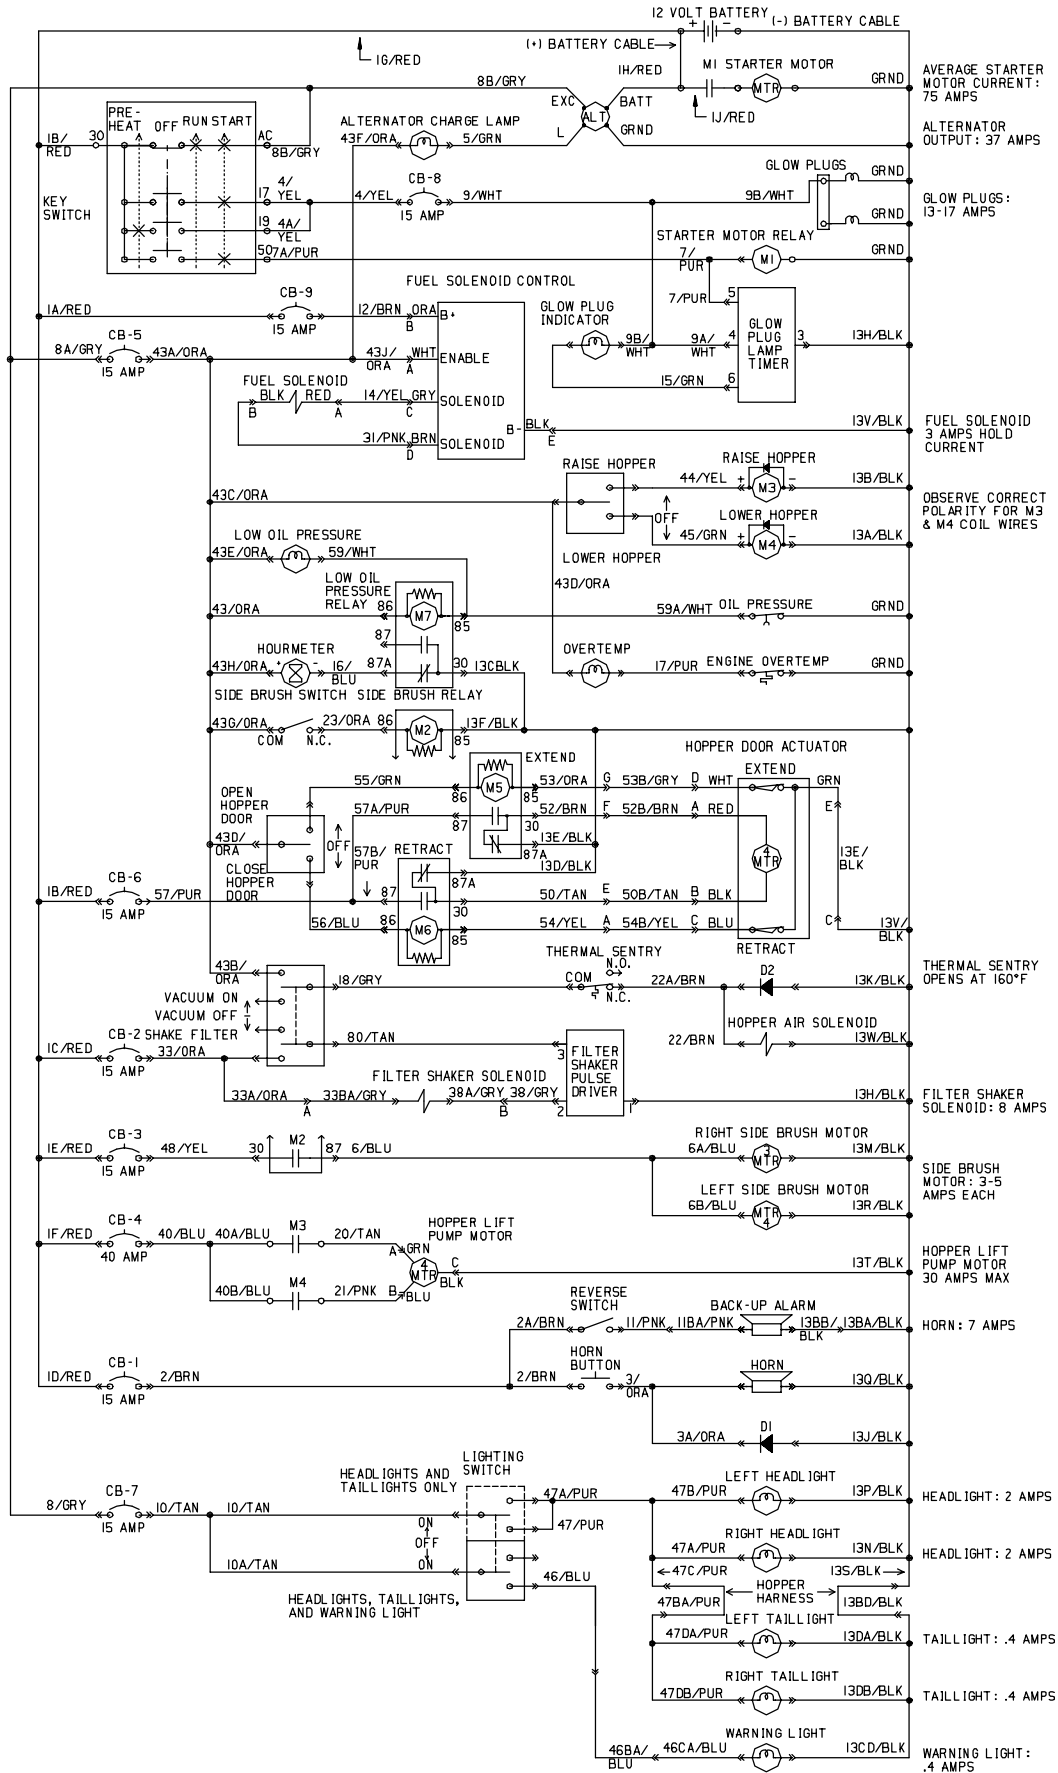 12 VOLT BATTERY
(-) BATTERY CABLE
+ -
(+) BATTERY CABLE
1G/RED
1H/RED
M1 STARTER MOTOR
8B/GRY
GRND
MTR
AVERAGE STARTER
MOTOR CURRENT:
75 AMPS
EXC
BATT
ALT
1J/RED
L
GRND
PRE-
HEAT
OFF
RUN
START
1B/
RED
30
AC
8B/GRY
ALTERNATOR CHARGE LAMP
43F/ORA
5/GRN
ALTERNATOR
OUTPUT: 37 AMPS
GLOW PLUGS
GRND
KEY
SWITCH
17
4/
YEL
4/YEL
CB-8
15 AMP
9/WHT
9B/WHT
GRND
GLOW PLUGS:
13-17 AMPS
19
4A/
YEL
50
7A/PUR
STARTER MOTOR RELAY
7/
PUR
M1
GRND
FUEL SOLENOID CONTROL
7/PUR
5
1A/RED
CB-9
15 AMP
12/BRN
ORA
B
B+
GLOW PLUG
INDICATOR
9B/
WHT
9A/
WHT
4
GLOW
PLUG
LAMP
TIMER
3
13H/BLK
8A/GRY
CB-5
15 AMP
43A/ORA
43J/
ORA
WHT
A
ENABLE
15/GRN
6
FUEL SOLENOID
BLK
RED
B
A
14/YEL
GRY
C
SOLENOID
31/PNK
BRN
D
SOLENOID
B-
BLK
E
13V/BLK
FUEL SOLENOID
3 AMPS HOLD
CURRENT
RAISE HOPPER
44/YEL
RAISE HOPPER
+ -
M3
13B/BLK
43C/ORA
OFF
OBSERVE CORRECT
POLARITY FOR M3
& M4 COIL WIRES
LOWER HOPPER
45/GRN
LOWER HOPPER
+ -
M4
13A/BLK
LOW OIL PRESSURE
43E/ORA
59/WHT
43D/ORA
LOW OIL
PRESSURE
RELAY
43/ORA
86
M7
85
59A/WHT
OIL PRESSURE
GRND
87
HOURMETER
+ -
43H/ORA
16/
BLU
87A
30
13CBLK
OVERTEMP
17/PUR
ENGINE OVERTEMP
GRND
SIDE BRUSH SWITCH
SIDE BRUSH RELAY
43G/ORA
COM
N.C.
23/ORA
86
M2
85
13F/BLK
EXTEND
HOPPER DOOR ACTUATOR
EXTEND
55/GRN
86
M5
85
53/ORA
G
53B/GRY
D
WHT
GRN
OPEN
HOPPER
DOOR
57A/PUR
87
30
52/BRN
F
52B/BRN
A
RED
E
43D/
ORA
OFF
57B/
PUR
RETRACT
87A
13E/BLK
13D/BLK
4
MTR
13E/
BLK
CLOSE
HOPPER
DOOR
87A
1B/RED
CB-6
15 AMP
57/PUR
87
30
50/TAN
E
50B/TAN
B
BLK
56/BLU
86
M6
85
54/YEL
A
54B/YEL
C
BLU
C
13V/
BLK
RETRACT
43B/
ORA
18/GRY
THERMAL SENTRY
N.O.
COM
N.C.
22A/BRN
D2
13K/BLK
THERMAL SENTRY
OPENS AT 160°F
VACUUM ON
VACUUM OFF
SHAKE FILTER
1C/RED
CB-2
15 AMP
33/ORA
80/TAN
3
FILTER
SHAKER
PULSE
DRIVER
HOPPER AIR SOLENOID
22/BRN
13W/BLK
FILTER SHAKER SOLENOID
33A/ORA
A
33BA/GRY
38A/GRY
B
38/GRY
2
1
13H/BLK
FILTER SHAKER
SOLENOID: 8 AMPS
1E/RED
CB-3
15 AMP
48/YEL
30
M2
87
6/BLU
RIGHT SIDE BRUSH MOTOR
6A/BLU
3
MTR
13M/BLK
SIDE BRUSH
MOTOR: 3-5
AMPS EACH
LEFT SIDE BRUSH MOTOR
6B/BLU
MTR
4
13R/BLK
1F/RED
CB-4
40 AMP
40/BLU
40A/BLU
M3
20/TAN
HOPPER LIFT
PUMP MOTOR
A
GRN
4
MTR
C
BLK
13T/BLK
HOPPER LIFT
PUMP MOTOR
30 AMPS MAX
40B/BLU
M4
21/PNK
B
BLU
REVERSE
SWITCH
2A/BRN
11/PNK
11BA/PNK
BACK-UP ALARM
13BB/
BLK
13BA/BLK
HORN: 7 AMPS
1D/RED
CB-1
15 AMP
2/BRN
HORN
BUTTON
2/BRN
3/
ORA
HORN
13Q/BLK
3A/ORA
D1
13J/BLK
HEADLIGHTS AND
TAILLIGHTS ONLY
LIGHTING
SWITCH
8/GRY
CB-7
15 AMP
10/TAN
10/TAN
ON
OFF
ON
47A/PUR
47/PUR
LEFT HEADLIGHT
47B/PUR
13P/BLK
HEADLIGHT: 2 AMPS
RIGHT HEADLIGHT
47A/PUR
13N/BLK
HEADLIGHT: 2 AMPS
10A/TAN
46/BLU
HEADLIGHTS, TAILLIGHTS,
AND WARNING LIGHT
47C/PUR
HOPPER
HARNESS
13S/BLK
47BA/PUR
13BD/BLK
LEFT TAILLIGHT
47DA/PUR
13DA/BLK
TAILLIGHT: .4 AMPS
RIGHT TAILLIGHT
47DB/PUR
13DB/BLK
TAILLIGHT: .4 AMPS
WARNING LIGHT
46BA/
BLU
46CA/BLU
13CD/BLK
WARNING LIGHT:
.4 AMPS